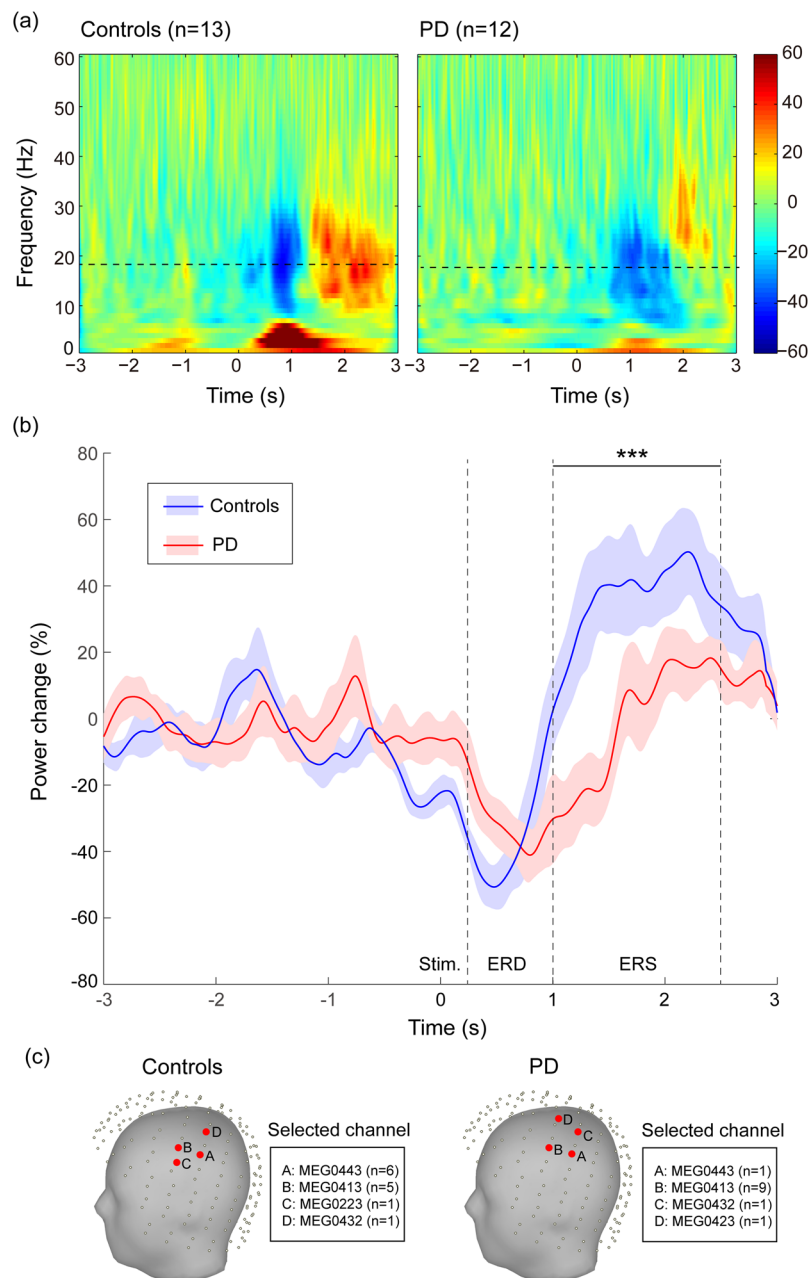 (a)
Controls (n=13)
PD (n=12)
Frequency (Hz)
60
50
40
30
20
10
0
−3 −2 −1 0 1 2 3
Time (s)
−3 −2 −1 0 1 2 3
Time (s)
60
40
20
0
−20
−40
−60
(b)
Power change (%)
80
60
40
20
0
-20
-40
-60
-80
Controls
PD
***
Stim.
ERD
ERS
-3 -2 -1 0 1 2 3
Time (s)
(c)
Controls
D
B
A
C
Selected channel
A: MEG0443 (n=6)
B: MEG0413 (n=5)
C: MEG0223 (n=1)
D: MEG0432 (n=1)
PD
D
C
B
A
Selected channel
A: MEG0443 (n=1)
B: MEG0413 (n=9)
C: MEG0432 (n=1)
D: MEG0423 (n=1)